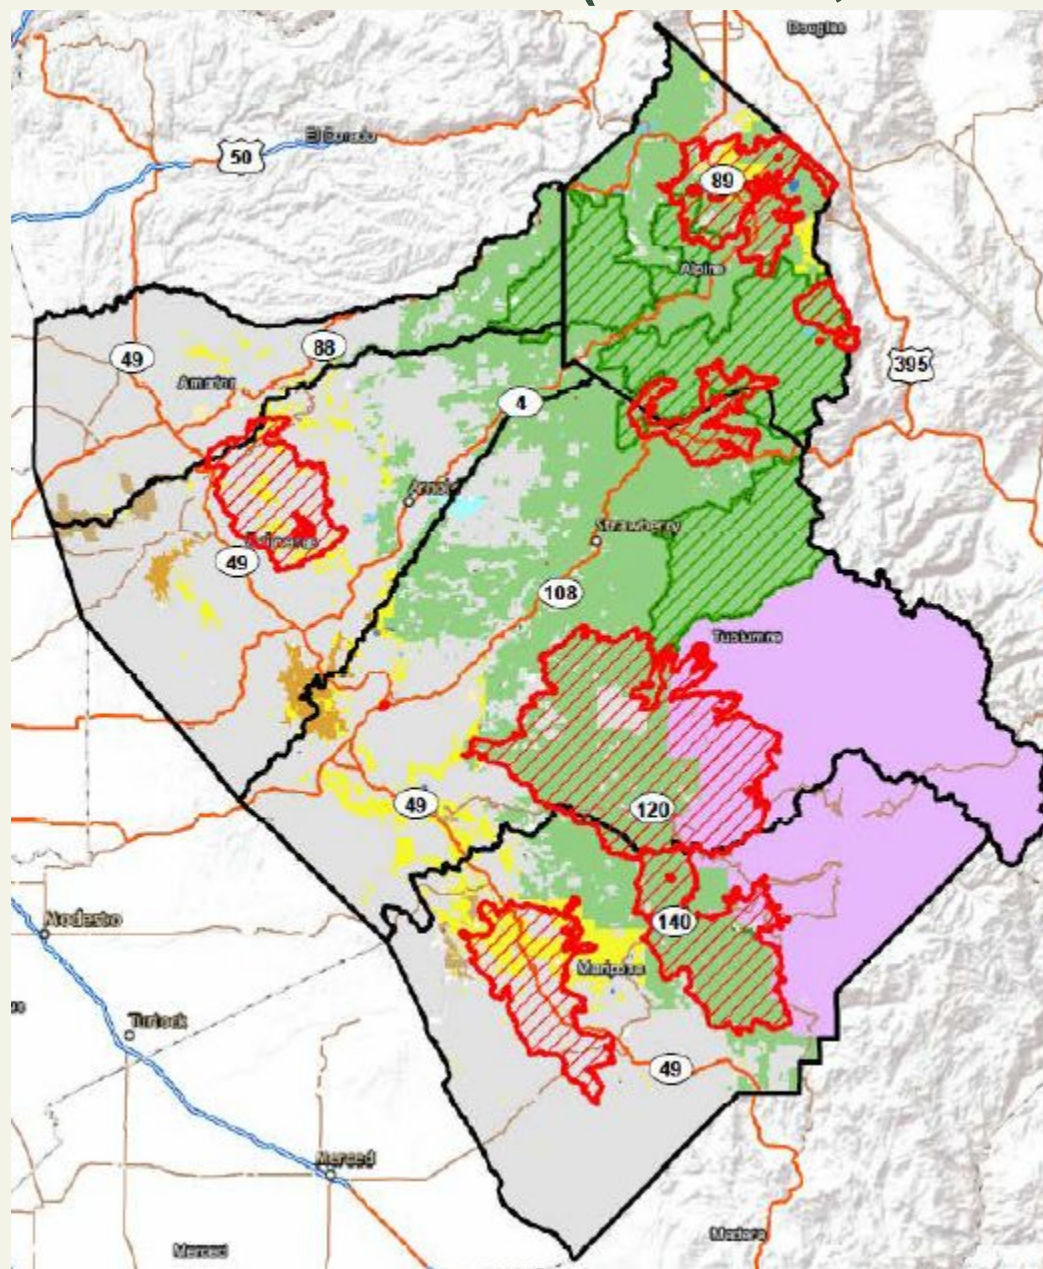 Douglas
El Dorado
50
89
Alpine
49
88
395
Amador
4
Arnold
Calaveras
49
Strawberry
108
Tuolumne
49
120
Modesto
140
Mariposa
Turlock
49
Merced
Madera
Merced